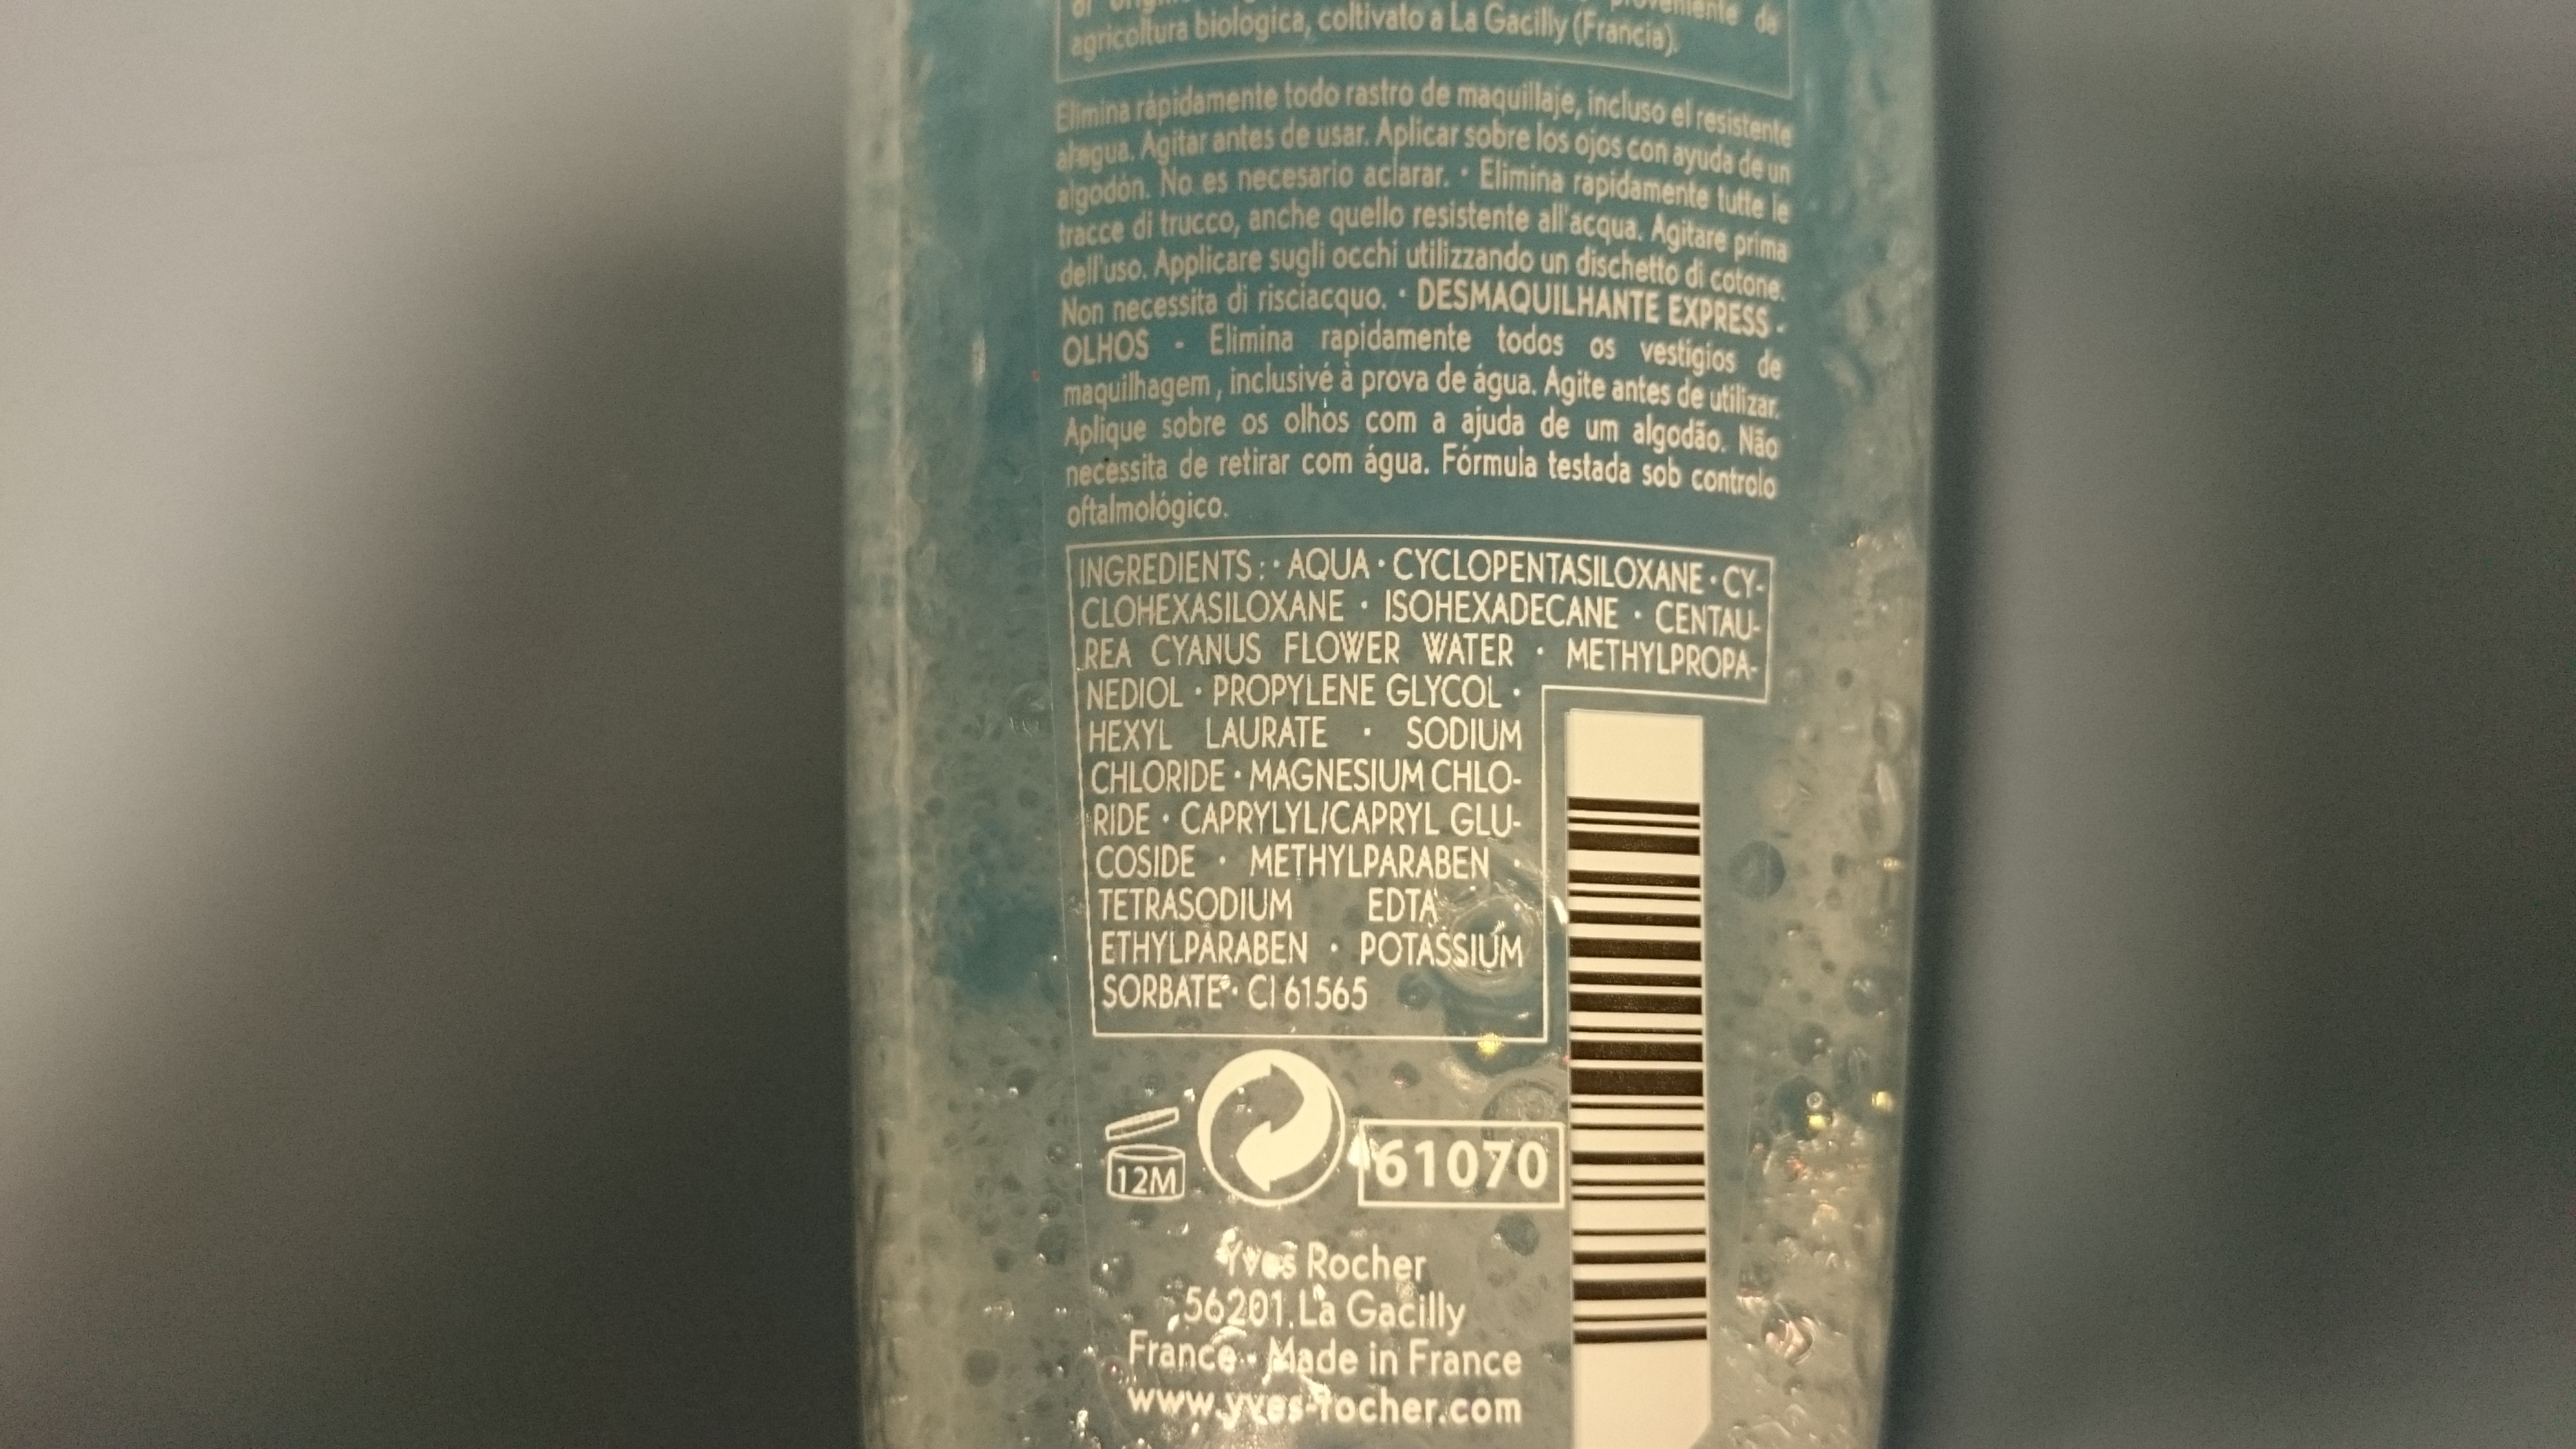 agricoltura biologica, coltivato a La Gacilly (Francia).
Elimina rápidamente todo rastro de maquillaje, incluso el resistente
al agua. Agitar antes de usar. Aplicar sobre los ojos con ayuda de un
algodón. No es necesario aclarar. · Elimina rapidamente tutte le
tracce di trucco, anche quello resistente all'acqua. Agitare prima
dell'uso. Applicare sugli occhi utilizzando un dischetto di cotone.
Non necessita di risciacquo. · DESMAQUILHANTE EXPRESS -
OLHOS - Elimina rapidamente todos os vestigios de
maquilhagem, inclusivé à prova de água. Agite antes de utilizar.
Aplique sobre os olhos com a ajuda de um algodão. Não
necessita de retirar com água. Fórmula testada sob controlo
oftalmológico.
INGREDIENTS : · AQUA · CYCLOPENTASILOXANE · CY-
CLOHEXASILOXANE · ISOHEXADECANE · CENTAU-
REA CYANUS FLOWER WATER · METHYLPROPA-
NEDIOL · PROPYLENE GLYCOL ·
HEXYL LAURATE · SODIUM
CHLORIDE · MAGNESIUM CHLO-
RIDE · CAPRYLYL/CAPRYL GLU-
COSIDE · METHYLPARABEN ·
TETRASODIUM EDTA ·
ETHYLPARABEN · POTASSIUM
SORBATE · CI 61565
12M
61070
Yves Rocher
56201 La Gacilly
France - Made in France
www.yves-rocher.com